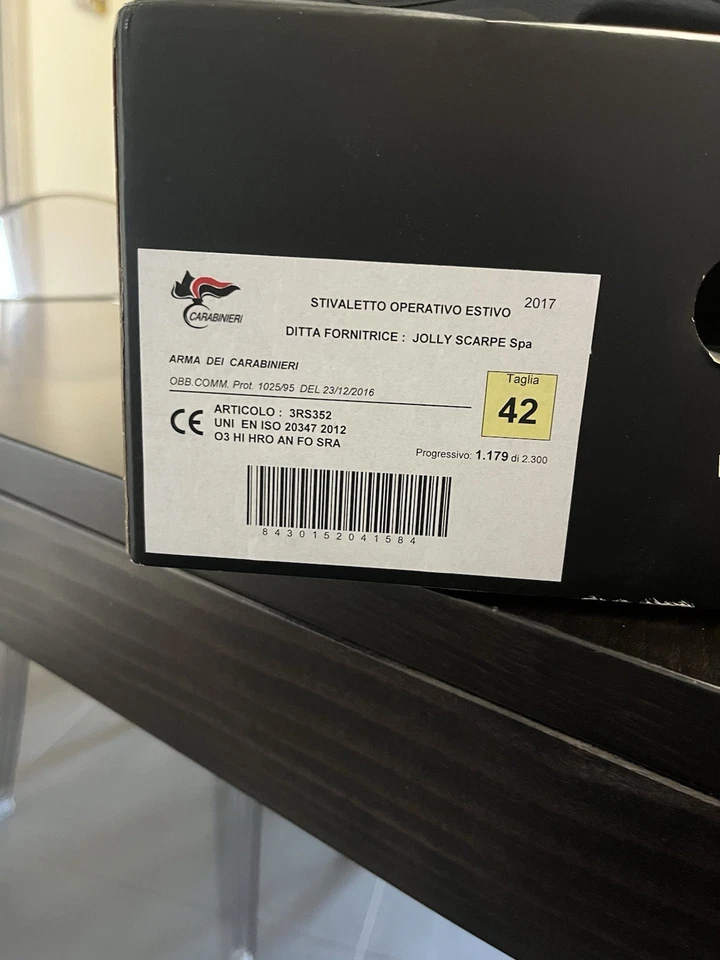 CARABINIERI
STIVALETTO OPERATIVO ESTIVO 2017
DITTA FORNITRICE : JOLLY SCARPE Spa
ARMA DEI CARABINIERI
OBB.COMM. Prot. 1025/95 DEL 23/12/2016
Taglia
42
CE
ARTICOLO : 3RS352
UNI EN ISO 20347 2012
O3 HI HRO AN FO SRA
Progressivo: 1.179 di 2.300
8430152041584